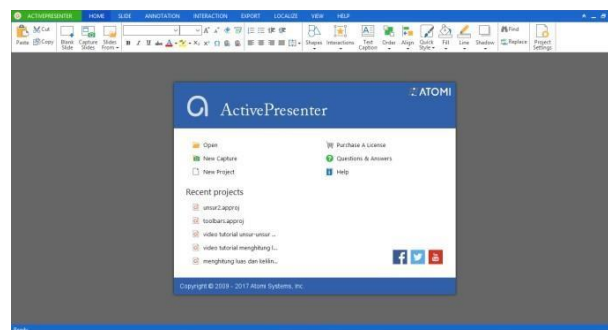 ACTIVEPRESENTER HOME SLIDE ANNOTATION INTERACTION EXPORT LOCALIZE VIEW HELP
Paste Cut Copy Blank Slide Capture Slides Slides From Shapes Interactions Text Caption Order Align Quick Style Fill Line Shadow Find Replace Project Settings
ATOMI
ActivePresenter
Open Purchase A License
New Capture Questions & Answers
New Project Help
Recent projects
unsur2.approj
toolbars.approj
video tutorial unsur-unsur ...
video tutorial menghitung l...
menghitung luas dan kelilin...
Copyright © 2009 - 2017 Atomi Systems, Inc.
Ready